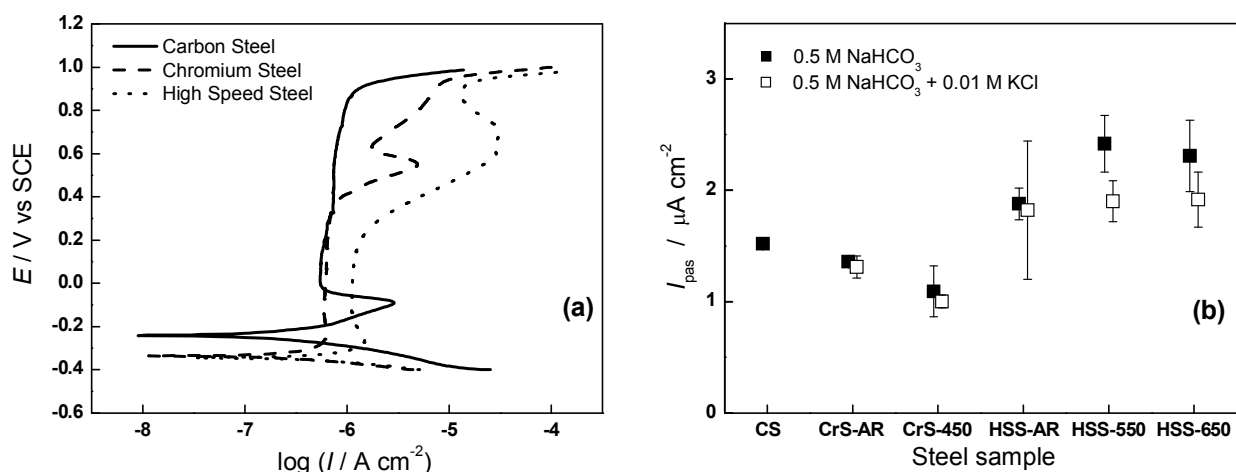 1.2
1.0
0.8
0.6
0.4
0.2
0.0
-0.2
-0.4
-0.6
E / V vs SCE
Carbon Steel
Chromium Steel
High Speed Steel
(a)
-8 -7 -6 -5 -4 -3
log (I / A cm⁻²)
3
2
1
0
I_pas / μA cm⁻²
0.5 M NaHCO₃
0.5 M NaHCO₃ + 0.01 M KCl
(b)
CS CrS-AR CrS-450 HSS-AR HSS-550 HSS-650
Steel sample